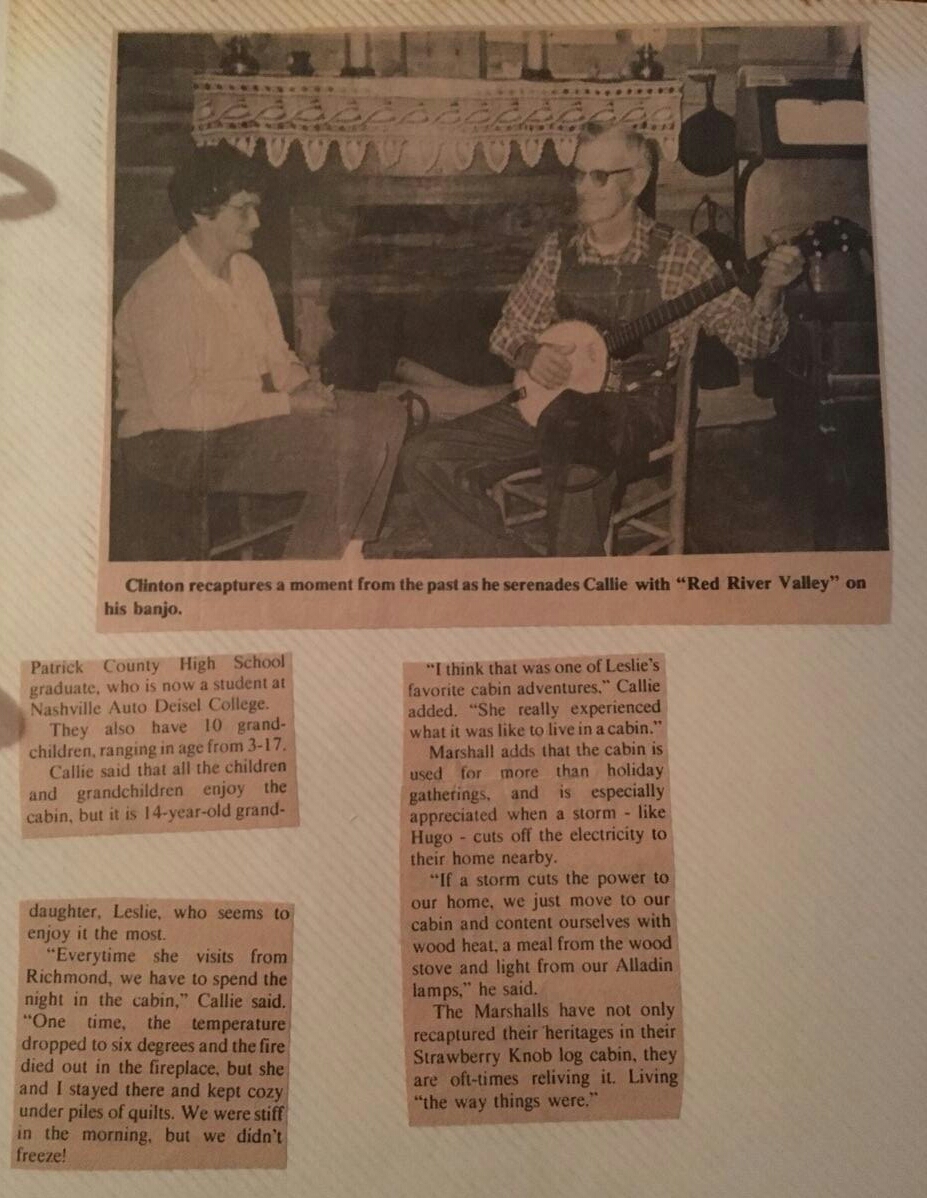 Clinton recaptures a moment from the past as he serenades Callie with “Red River Valley” on
his banjo.
Patrick County High School
graduate, who is now a student at
Nashville Auto Deisel College.
They also have 10 grand-
children, ranging in age from 3-17.
Callie said that all the children
and grandchildren enjoy the
cabin, but it is 14-year-old grand-
daughter, Leslie, who seems to
enjoy it the most.
“Everytime she visits from
Richmond, we have to spend the
night in the cabin,” Callie said.
“One time, the temperature
dropped to six degrees and the fire
died out in the fireplace, but she
and I stayed there and kept cozy
under piles of quilts. We were stiff
in the morning, but we didn’t
freeze!
“I think that was one of Leslie’s
favorite cabin adventures,” Callie
added. “She really experienced
what it was like to live in a cabin.”
Marshall adds that the cabin is
used for more than holiday
gatherings, and is especially
appreciated when a storm - like
Hugo - cuts off the electricity to
their home nearby.
“If a storm cuts the power to
our home, we just move to our
cabin and content ourselves with
wood heat, a meal from the wood
stove and light from our Alladin
lamps,” he said.
The Marshalls have not only
recaptured their heritages in their
Strawberry Knob log cabin, they
are oft-times reliving it. Living
“the way things were.”